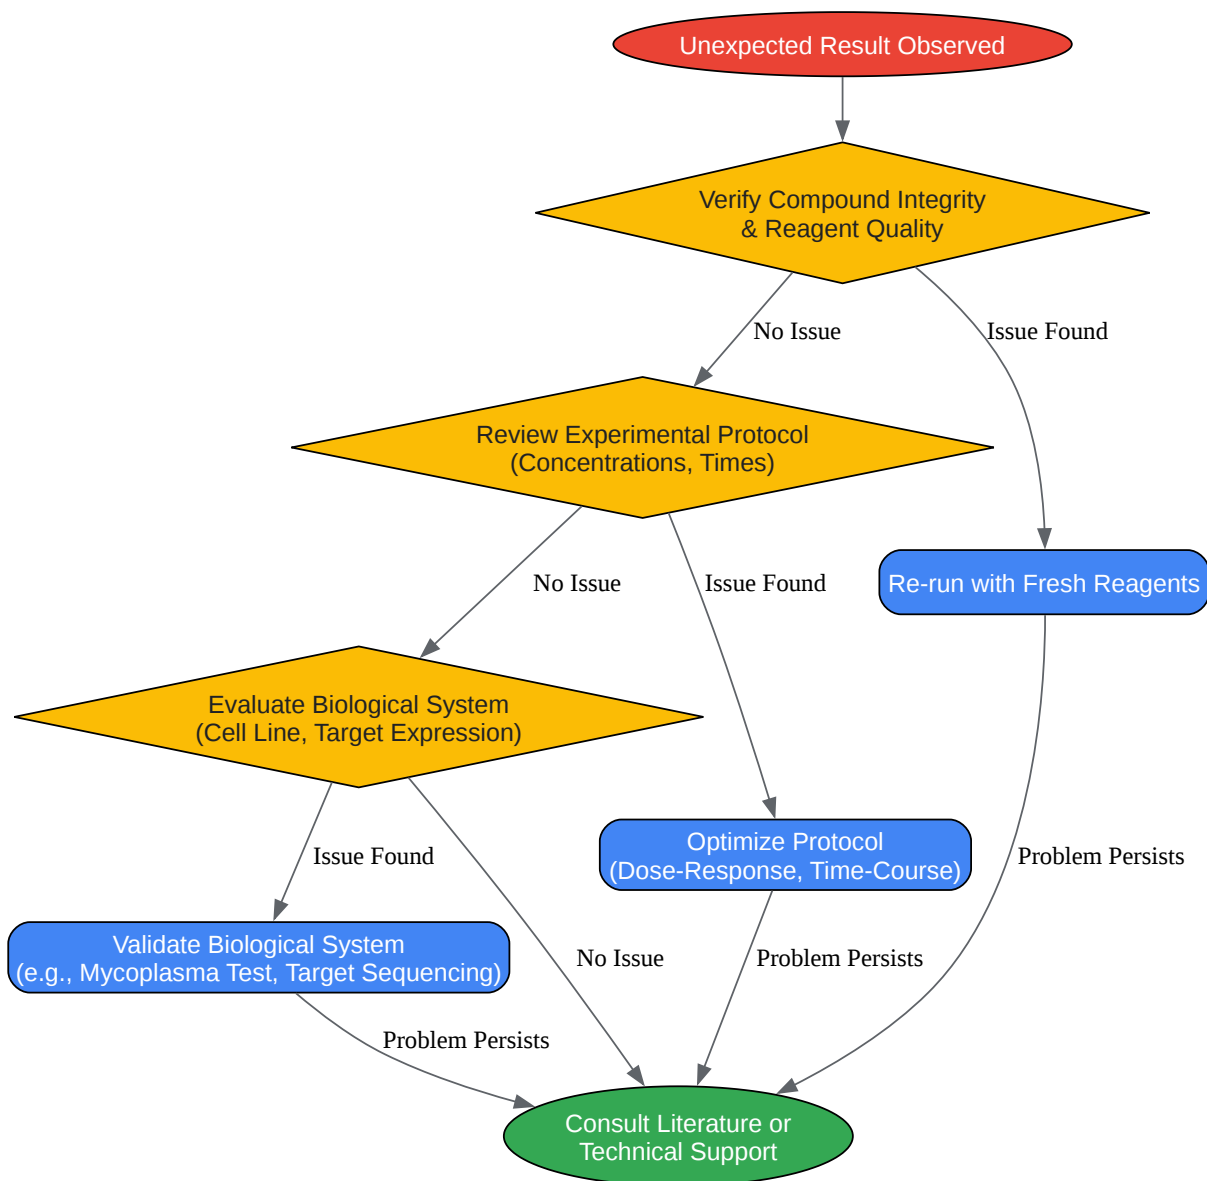 Unexpected Result Observed
Verify Compound Integrity
& Reagent Quality
No Issue
Issue Found
Review Experimental Protocol
(Concentrations, Times)
No Issue
Issue Found
Re-run with Fresh Reagents
Evaluate Biological System
(Cell Line, Target Expression)
Issue Found
Optimize Protocol
(Dose-Response, Time-Course)
Problem Persists
Validate Biological System
(e.g., Mycoplasma Test, Target Sequencing)
No Issue
Problem Persists
Problem Persists
Consult Literature or
Technical Support